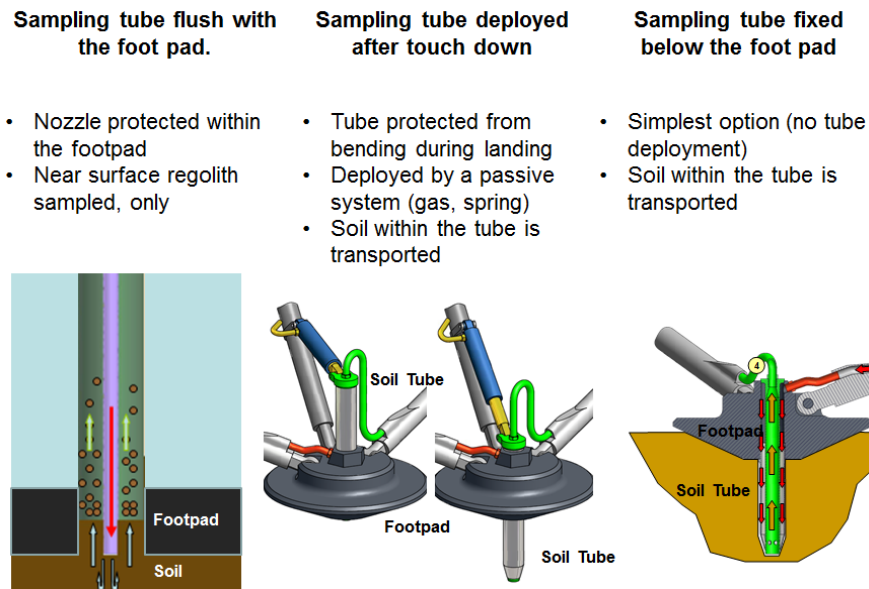 Sampling tube flush with
the foot pad.
• Nozzle protected within
the footpad
• Near surface regolith
sampled, only
Footpad
Soil
Sampling tube deployed
after touch down
• Tube protected from
bending during landing
• Deployed by a passive
system (gas, spring)
• Soil within the tube is
transported
Soil Tube
Footpad
Soil Tube
Sampling tube fixed
below the foot pad
• Simplest option (no tube
deployment)
• Soil within the tube is
transported
4
Footpad
Soil Tube